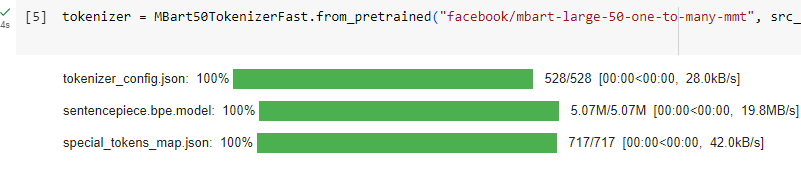 [5] tokenizer = MBart50TokenizerFast.from_pretrained("facebook/mbart-large-50-one-to-many-mmt", src_
4s
tokenizer_config.json: 100% 528/528 [00:00<00:00, 28.0kB/s]
sentencepiece.bpe.model: 100% 5.07M/5.07M [00:00<00:00, 19.8MB/s]
special_tokens_map.json: 100% 717/717 [00:00<00:00, 42.0kB/s]